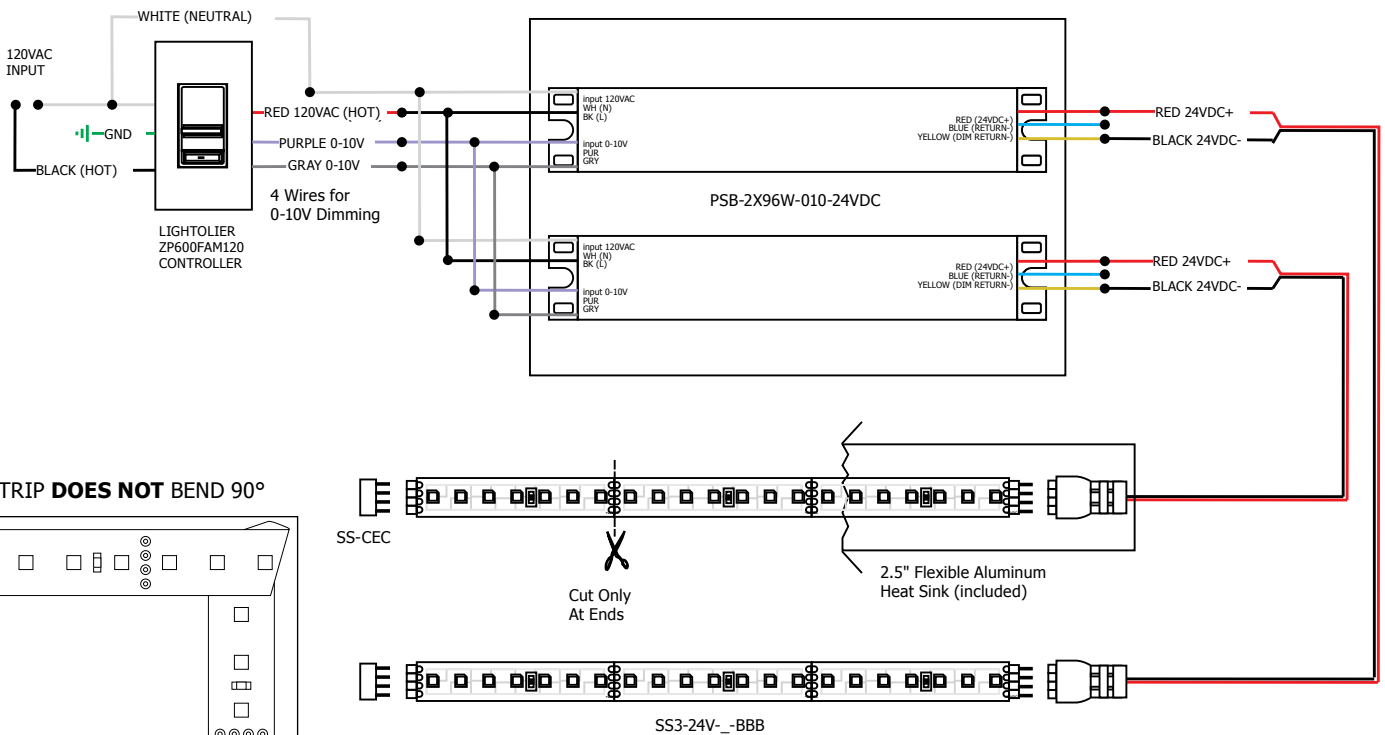 WHITE (NEUTRAL)
120VAC
INPUT
GND
BLACK (HOT)
RED 120VAC (HOT)
PURPLE 0-10V
GRAY 0-10V
4 Wires for
0-10V Dimming
LIGHTOLIER
ZP600FAM120
CONTROLLER
input 120VAC
WH (N)
BK (L)
input 0-10V
PUR
GRY
RED (24VDC+)
BLUE (RETURN-)
YELLOW (DIM RETURN-)
RED 24VDC+
BLACK 24VDC-
PSB-2X96W-010-24VDC
input 120VAC
WH (N)
BK (L)
input 0-10V
PUR
GRY
RED (24VDC+)
BLUE (RETURN-)
YELLOW (DIM RETURN-)
RED 24VDC+
BLACK 24VDC-
TRIP DOES NOT BEND 90°
SS-CEC
Cut Only
At Ends
2.5" Flexible Aluminum
Heat Sink (included)
SS3-24V-_-BBB